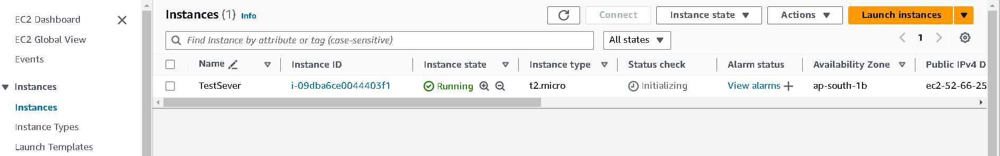 EC2 Dashboard
EC2 Global View
Events
Instances
Instances
Instance Types
Launch Templates
Instances (1) Info
Connect
Instance state
Actions
Launch instances
Find Instance by attribute or tag (case-sensitive)
All states
1
Name Instance ID Instance state Instance type Status check Alarm status Availability Zone Public IPv4 D
TestSever i-09dba6ce0044403f1 Running t2.micro Initializing View alarms + ap-south-1b ec2-52-66-25